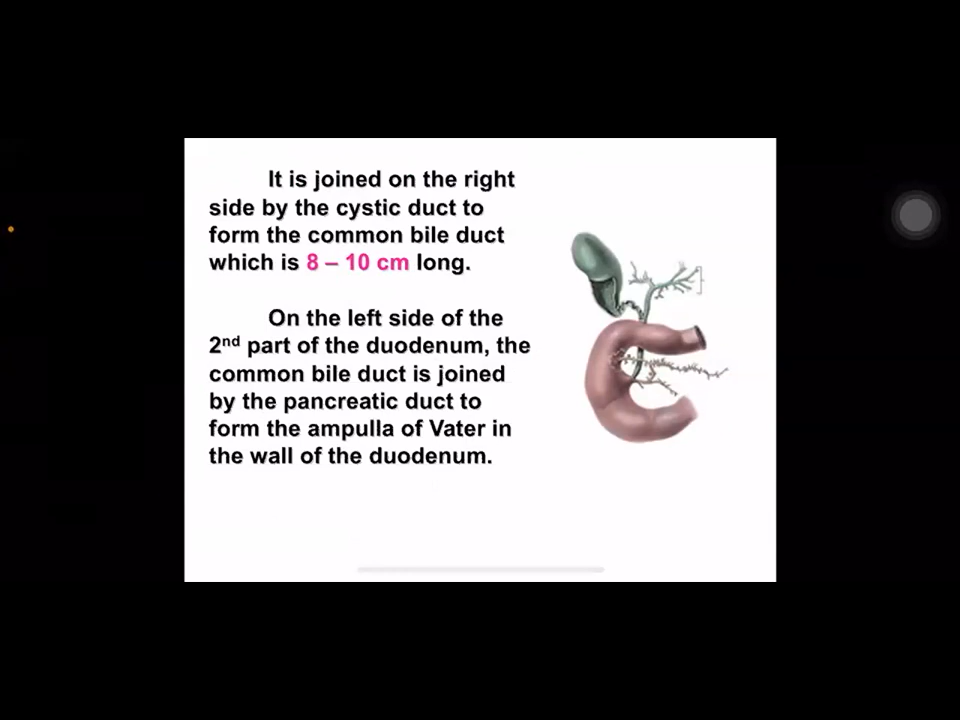 It is joined on the right
side by the cystic duct to
form the common bile duct
which is 8 – 10 cm long.
On the left side of the
2nd part of the duodenum, the
common bile duct is joined
by the pancreatic duct to
form the ampulla of Vater in
the wall of the duodenum.